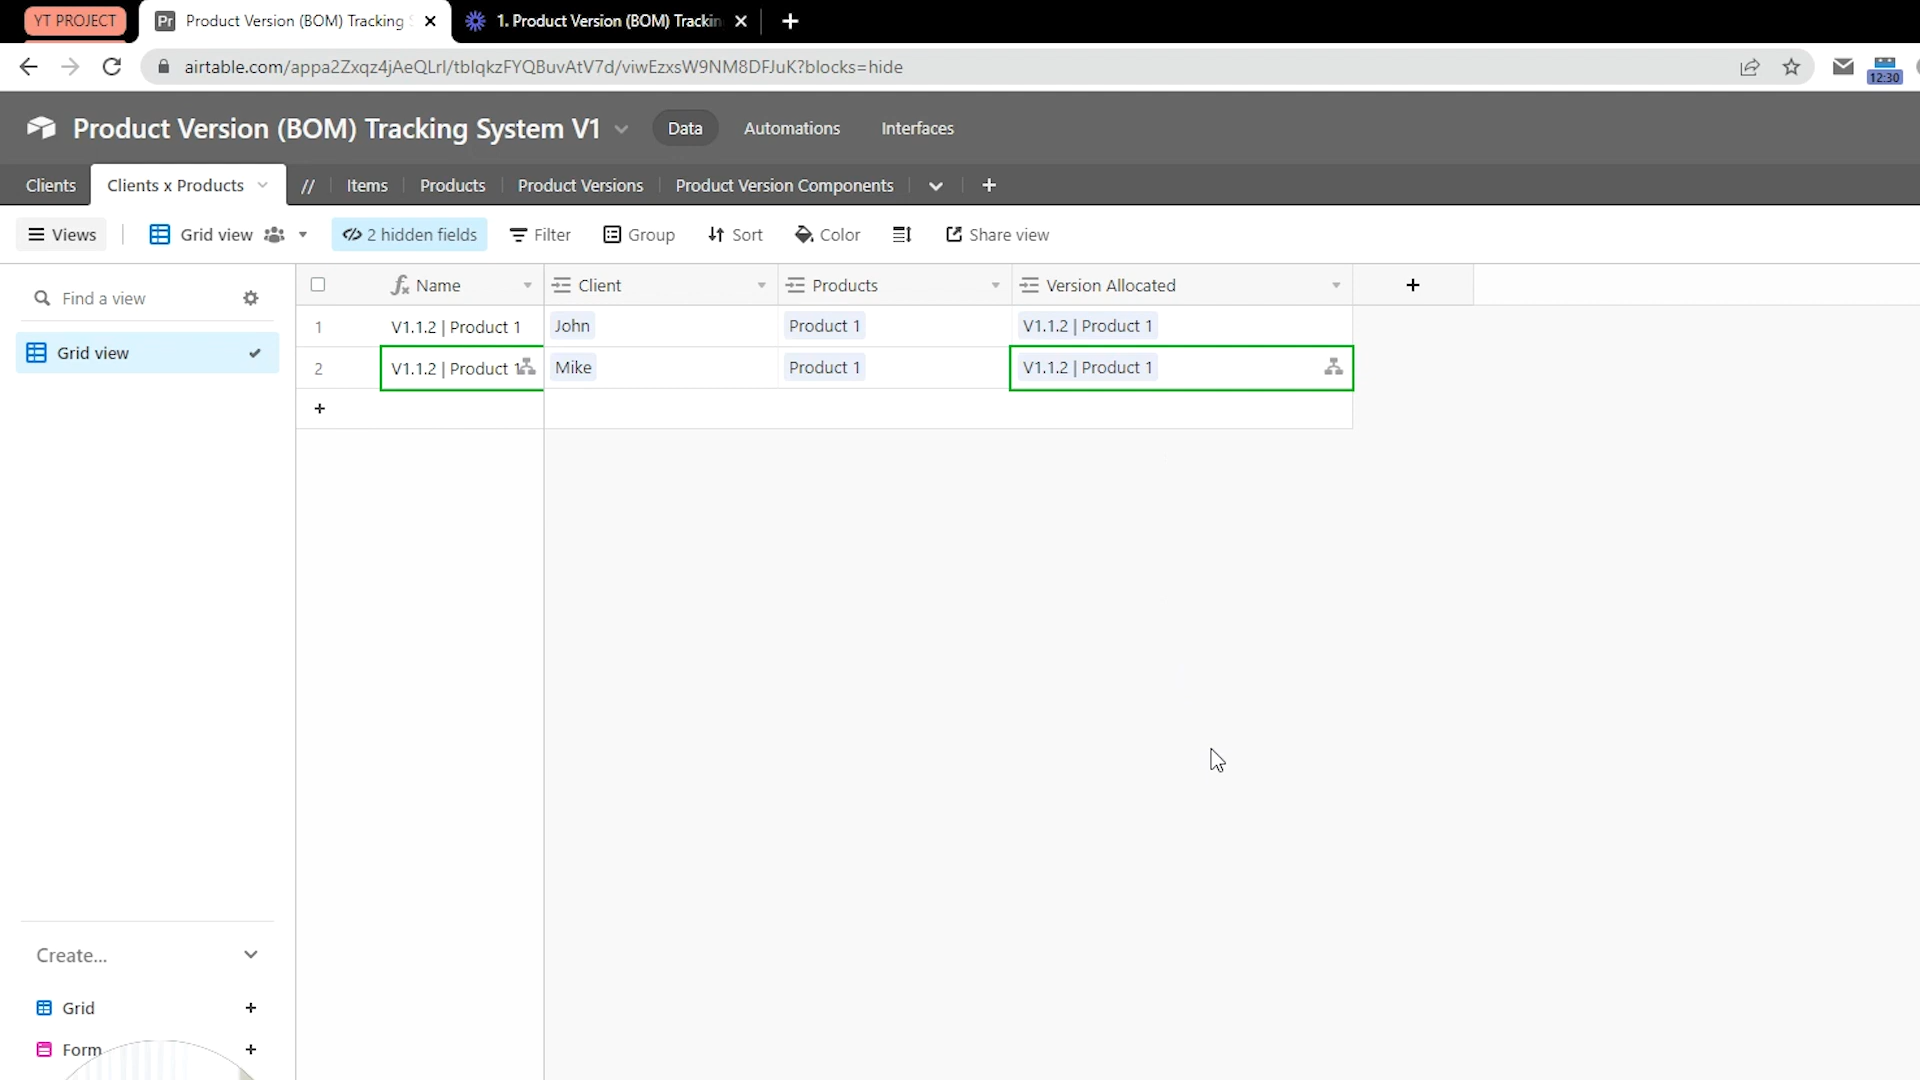 YT PROJECT
Product Version (BOM) Tracking
1. Product Version (BOM) Trackin
airtable.com/appa2Zxqz4jAeQLrI/tblqkzFYQBuvAtV7d/viwEzxsW9NM8DFJuK?blocks=hide
12:30
Product Version (BOM) Tracking System V1
Data
Automations
Interfaces
Clients
Clients x Products
//
Items
Products
Product Versions
Product Version Components
Views
Grid view
2 hidden fields
Filter
Group
Sort
Color
Share view
Find a view
Grid view
Name
Client
Products
Version Allocated
1
V1.1.2 | Product 1
John
Product 1
V1.1.2 | Product 1
2
V1.1.2 | Product 1
Mike
Product 1
V1.1.2 | Product 1
Create...
Grid
Form